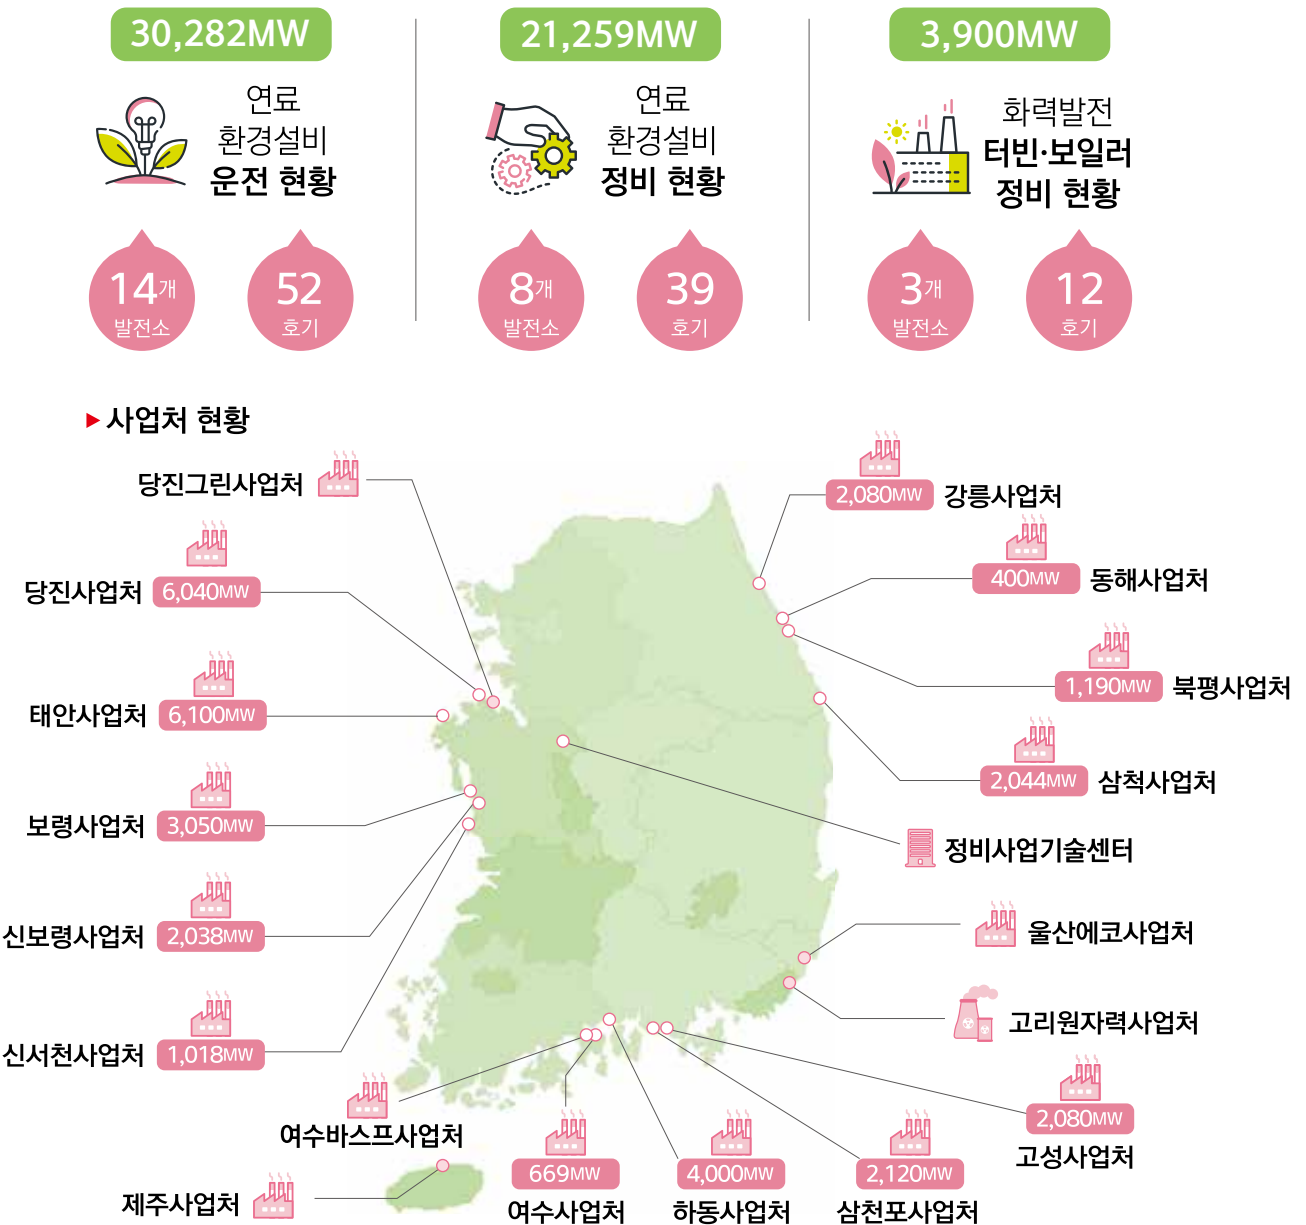 30,282MW
연료
환경설비
운전 현황
14개
발전소
52
호기
21,259MW
연료
환경설비
정비 현황
8개
발전소
39
호기
3,900MW
화력발전
터빈·보일러
정비 현황
3개
발전소
12
호기
▶사업처 현황
당진그린사업처
당진사업처 6,040MW
태안사업처 6,100MW
보령사업처 3,050MW
신보령사업처 2,038MW
신서천사업처 1,018MW
여수바스프사업처
제주사업처
2,080MW 강릉사업처
400MW 동해사업처
1,190MW 북평사업처
2,044MW 삼척사업처
정비사업기술센터
울산에코사업처
고리원자력사업처
2,080MW
고성사업처
669MW
여수사업처
4,000MW
하동사업처
2,120MW
삼천포사업처